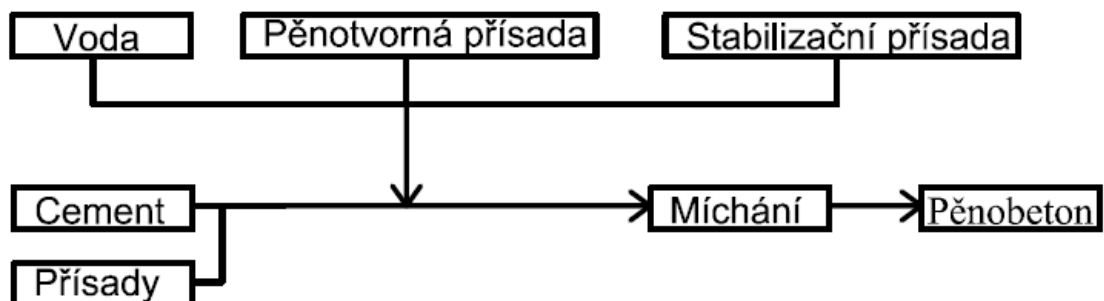 Voda
Pěnotvorná přísada
Stabilizační přísada
Cement
Míchání
Pěnobeton
Přísady